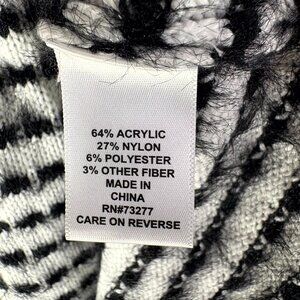 64% ACRYLIC
27% NYLON
6% POLYESTER
3% OTHER FIBER
MADE IN
CHINA
RN#73277
CARE ON REVERSE